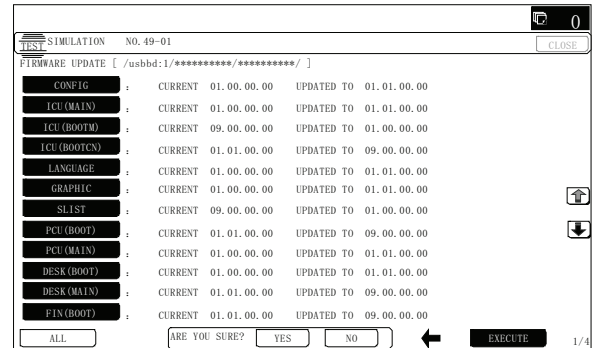 0
TEST SIMULATION NO. 49-01
CLOSE
FIRMWARE UPDATE [ /usbbd:1/**********/********** / ]
CONFIG : CURRENT 01.00.00.00 UPDATED TO 01.01.00.00
ICU(MAIN) : CURRENT 01.00.00.00 UPDATED TO 01.01.00.00
ICU(BOOTM) : CURRENT 09.00.00.00 UPDATED TO 01.00.00.00
ICU(BOOTCN) : CURRENT 01.01.00.00 UPDATED TO 09.00.00.00
LANGUAGE : CURRENT 01.00.00.00 UPDATED TO 01.01.00.00
GRAPHIC : CURRENT 01.00.00.00 UPDATED TO 01.01.00.00
SLIST : CURRENT 09.00.00.00 UPDATED TO 01.00.00.00
PCU(BOOT) : CURRENT 01.01.00.00 UPDATED TO 09.00.00.00
PCU(MAIN) : CURRENT 01.00.00.00 UPDATED TO 01.01.00.00
DESK(BOOT) : CURRENT 01.00.00.00 UPDATED TO 01.01.00.00
DESK(MAIN) : CURRENT 01.01.00.00 UPDATED TO 09.00.00.00
FIN(BOOT) : CURRENT 01.01.00.00 UPDATED TO 09.00.00.00
ALL ARE YOU SURE? YES NO EXECUTE 1/4